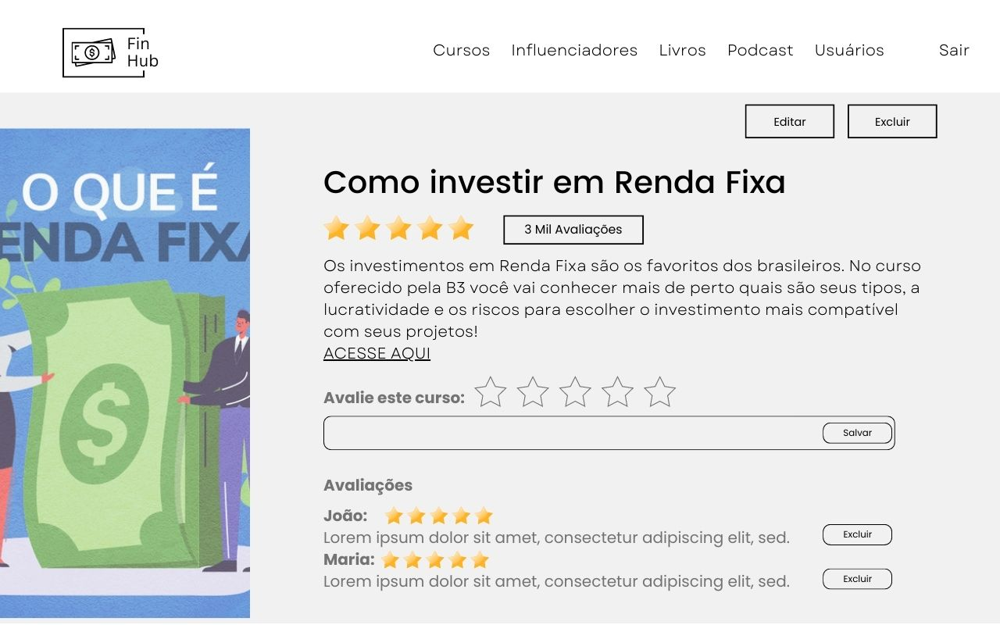 Fin
Hub
Cursos Influenciadores Livros Podcast Usuários Sair
Editar Excluir
O QUE É
ENDA FIXA
Como investir em Renda Fixa
3 Mil Avaliações
Os investimentos em Renda Fixa são os favoritos dos brasileiros. No curso
oferecido pela B3 você vai conhecer mais de perto quais são seus tipos, a
lucratividade e os riscos para escolher o investimento mais compatível
com seus projetos!
ACESSE AQUI
Avalie este curso:
Salvar
Avaliações
João:
Lorem ipsum dolor sit amet, consectetur adipiscing elit, sed.
Excluir
Maria:
Lorem ipsum dolor sit amet, consectetur adipiscing elit, sed.
Excluir